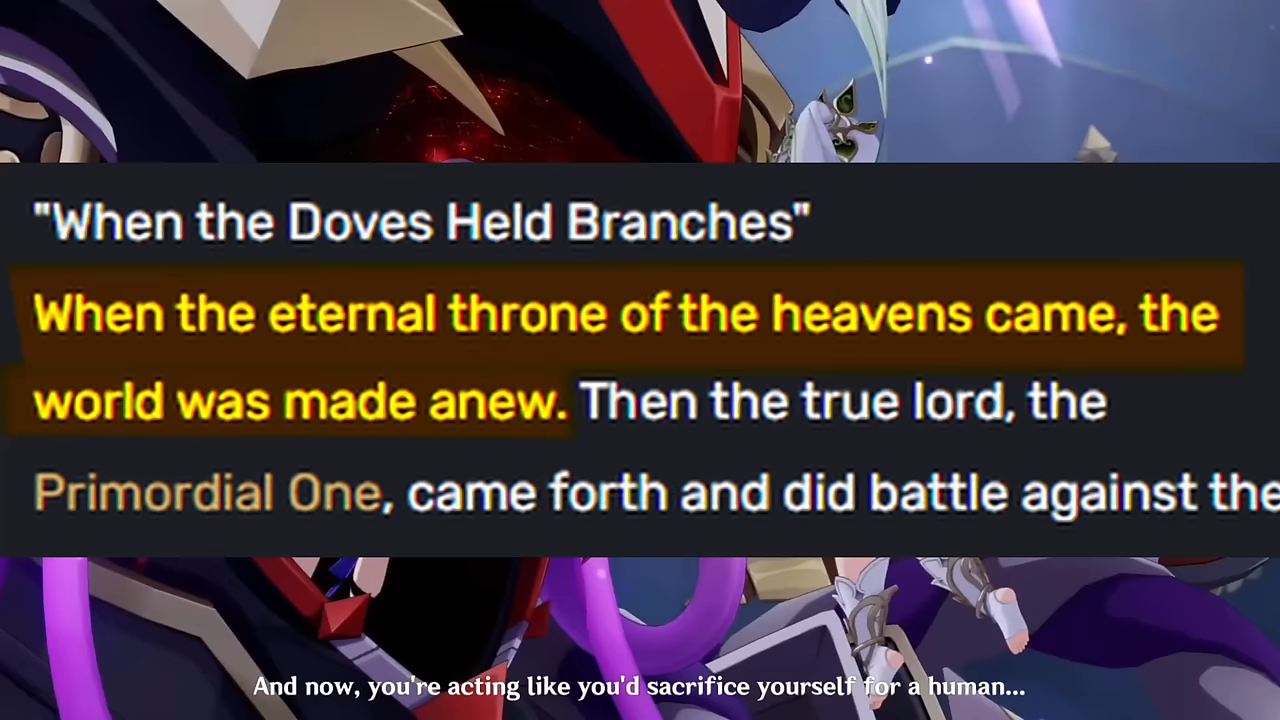 "When the Doves Held Branches"
When the eternal throne of the heavens came, the
world was made anew. Then the true lord, the
Primordial One, came forth and did battle against the
And now, you're acting like you'd sacrifice yourself for a human...